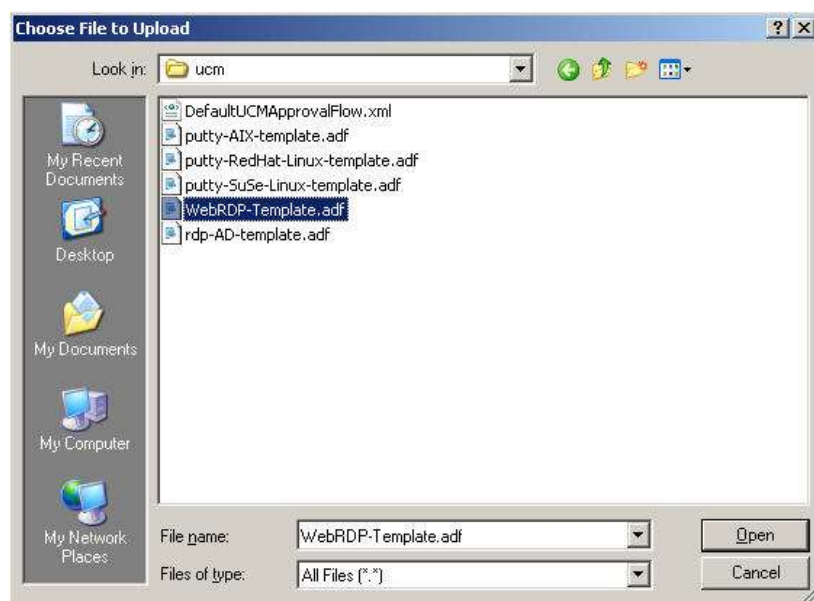 Choose File to Upload
Look in:
ucm
My Recent
Documents
Desktop
My Documents
My Computer
My Network
Places
DefaultUCMApprovalFlow.xml
putty-AIX-template.adf
putty-RedHat-Linux-template.adf
putty-SuSe-Linux-template.adf
WebRDP-Template.adf
rdp-AD-template.adf
File name:
WebRDP-Template.adf
Open
Files of type:
All Files (*.*)
Cancel